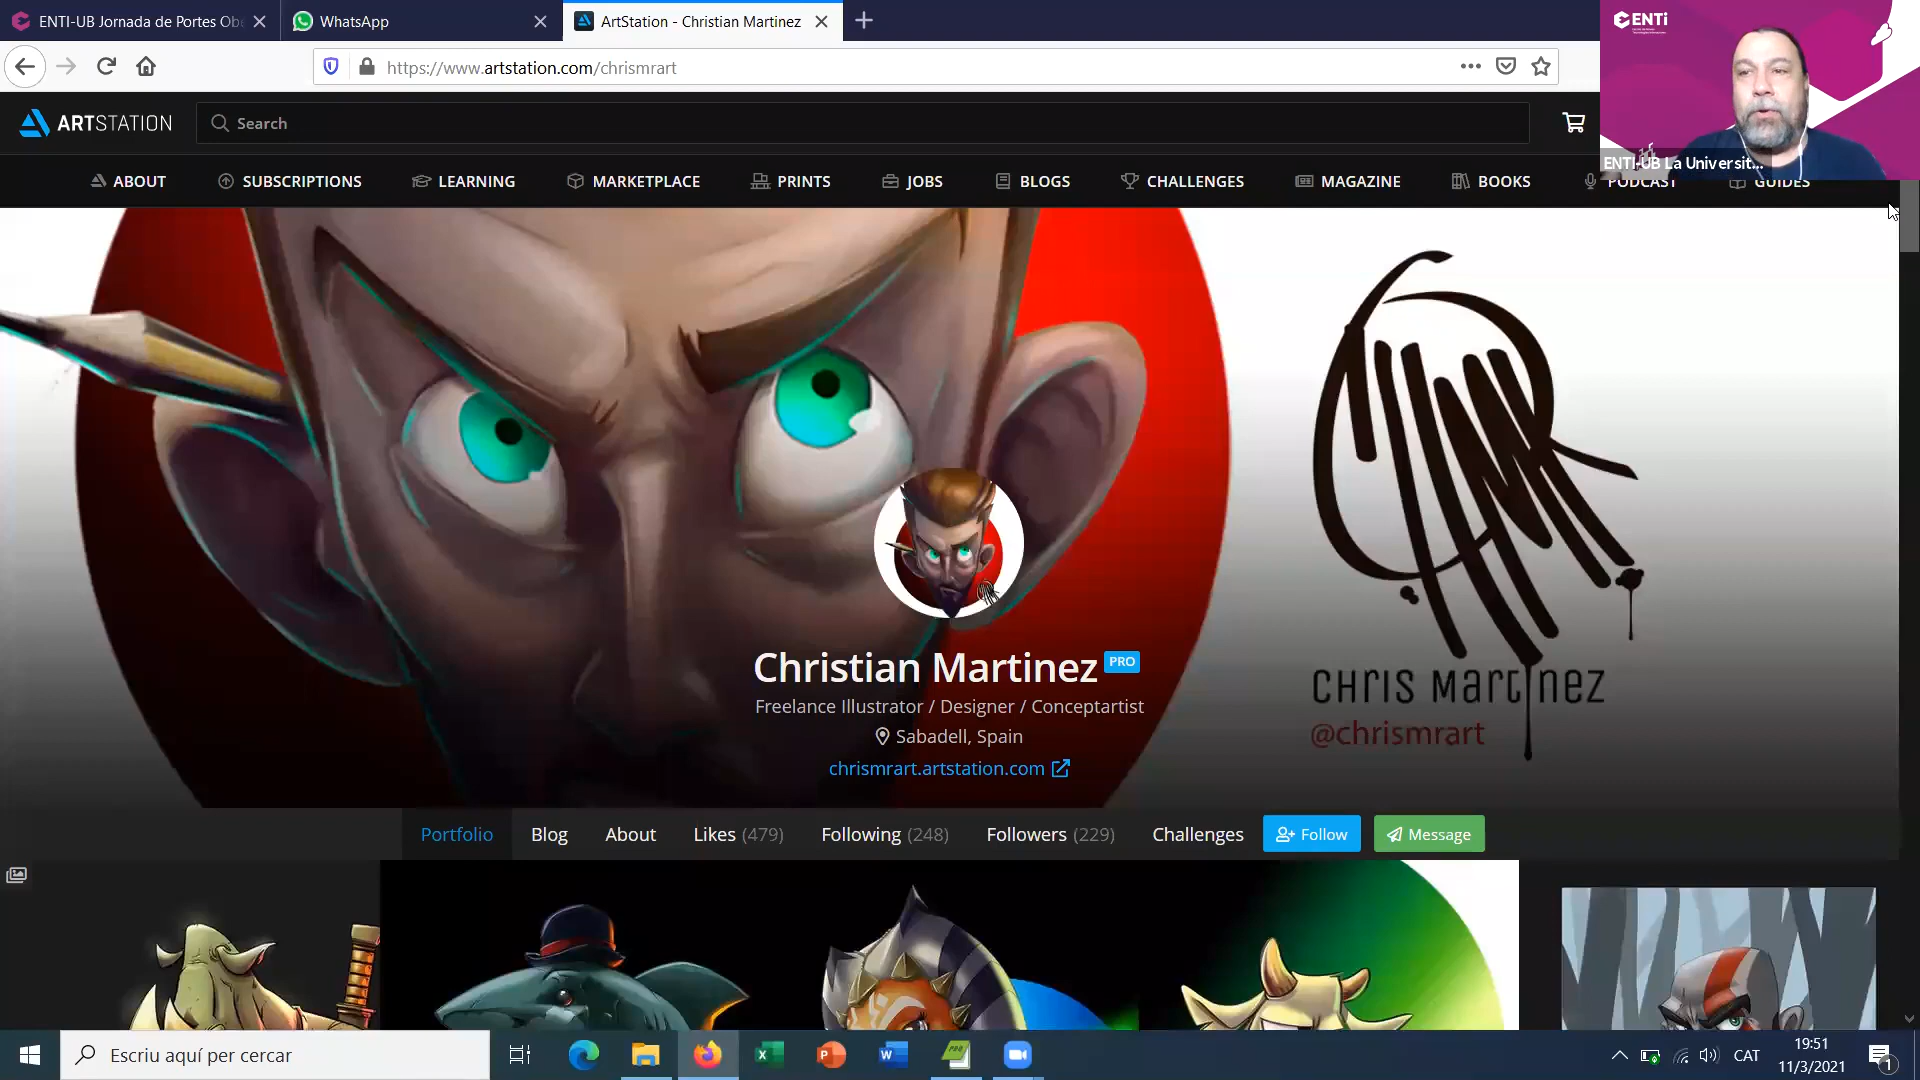 ENTI-UB Jornada de Portes Ob
WhatsApp
ArtStation - Christian Martinez
https://www.artstation.com/chrismrart
ENTi
ARTSTATION
Search
ENTI-UB La Universit...
ABOUT
SUBSCRIPTIONS
LEARNING
MARKETPLACE
PRINTS
JOBS
BLOGS
CHALLENGES
MAGAZINE
BOOKS
PODCAST
GUIDES
CHRIS MARTINEZ
@chrismrart
Christian Martinez PRO
Freelance Illustrator / Designer / Conceptartist
Sabadell, Spain
chrismrart.artstation.com
Portfolio
Blog
About
Likes (479)
Following (248)
Followers (229)
Challenges
Follow
Message
Escriu aquí per cercar
CAT
19:51
11/3/2021
1